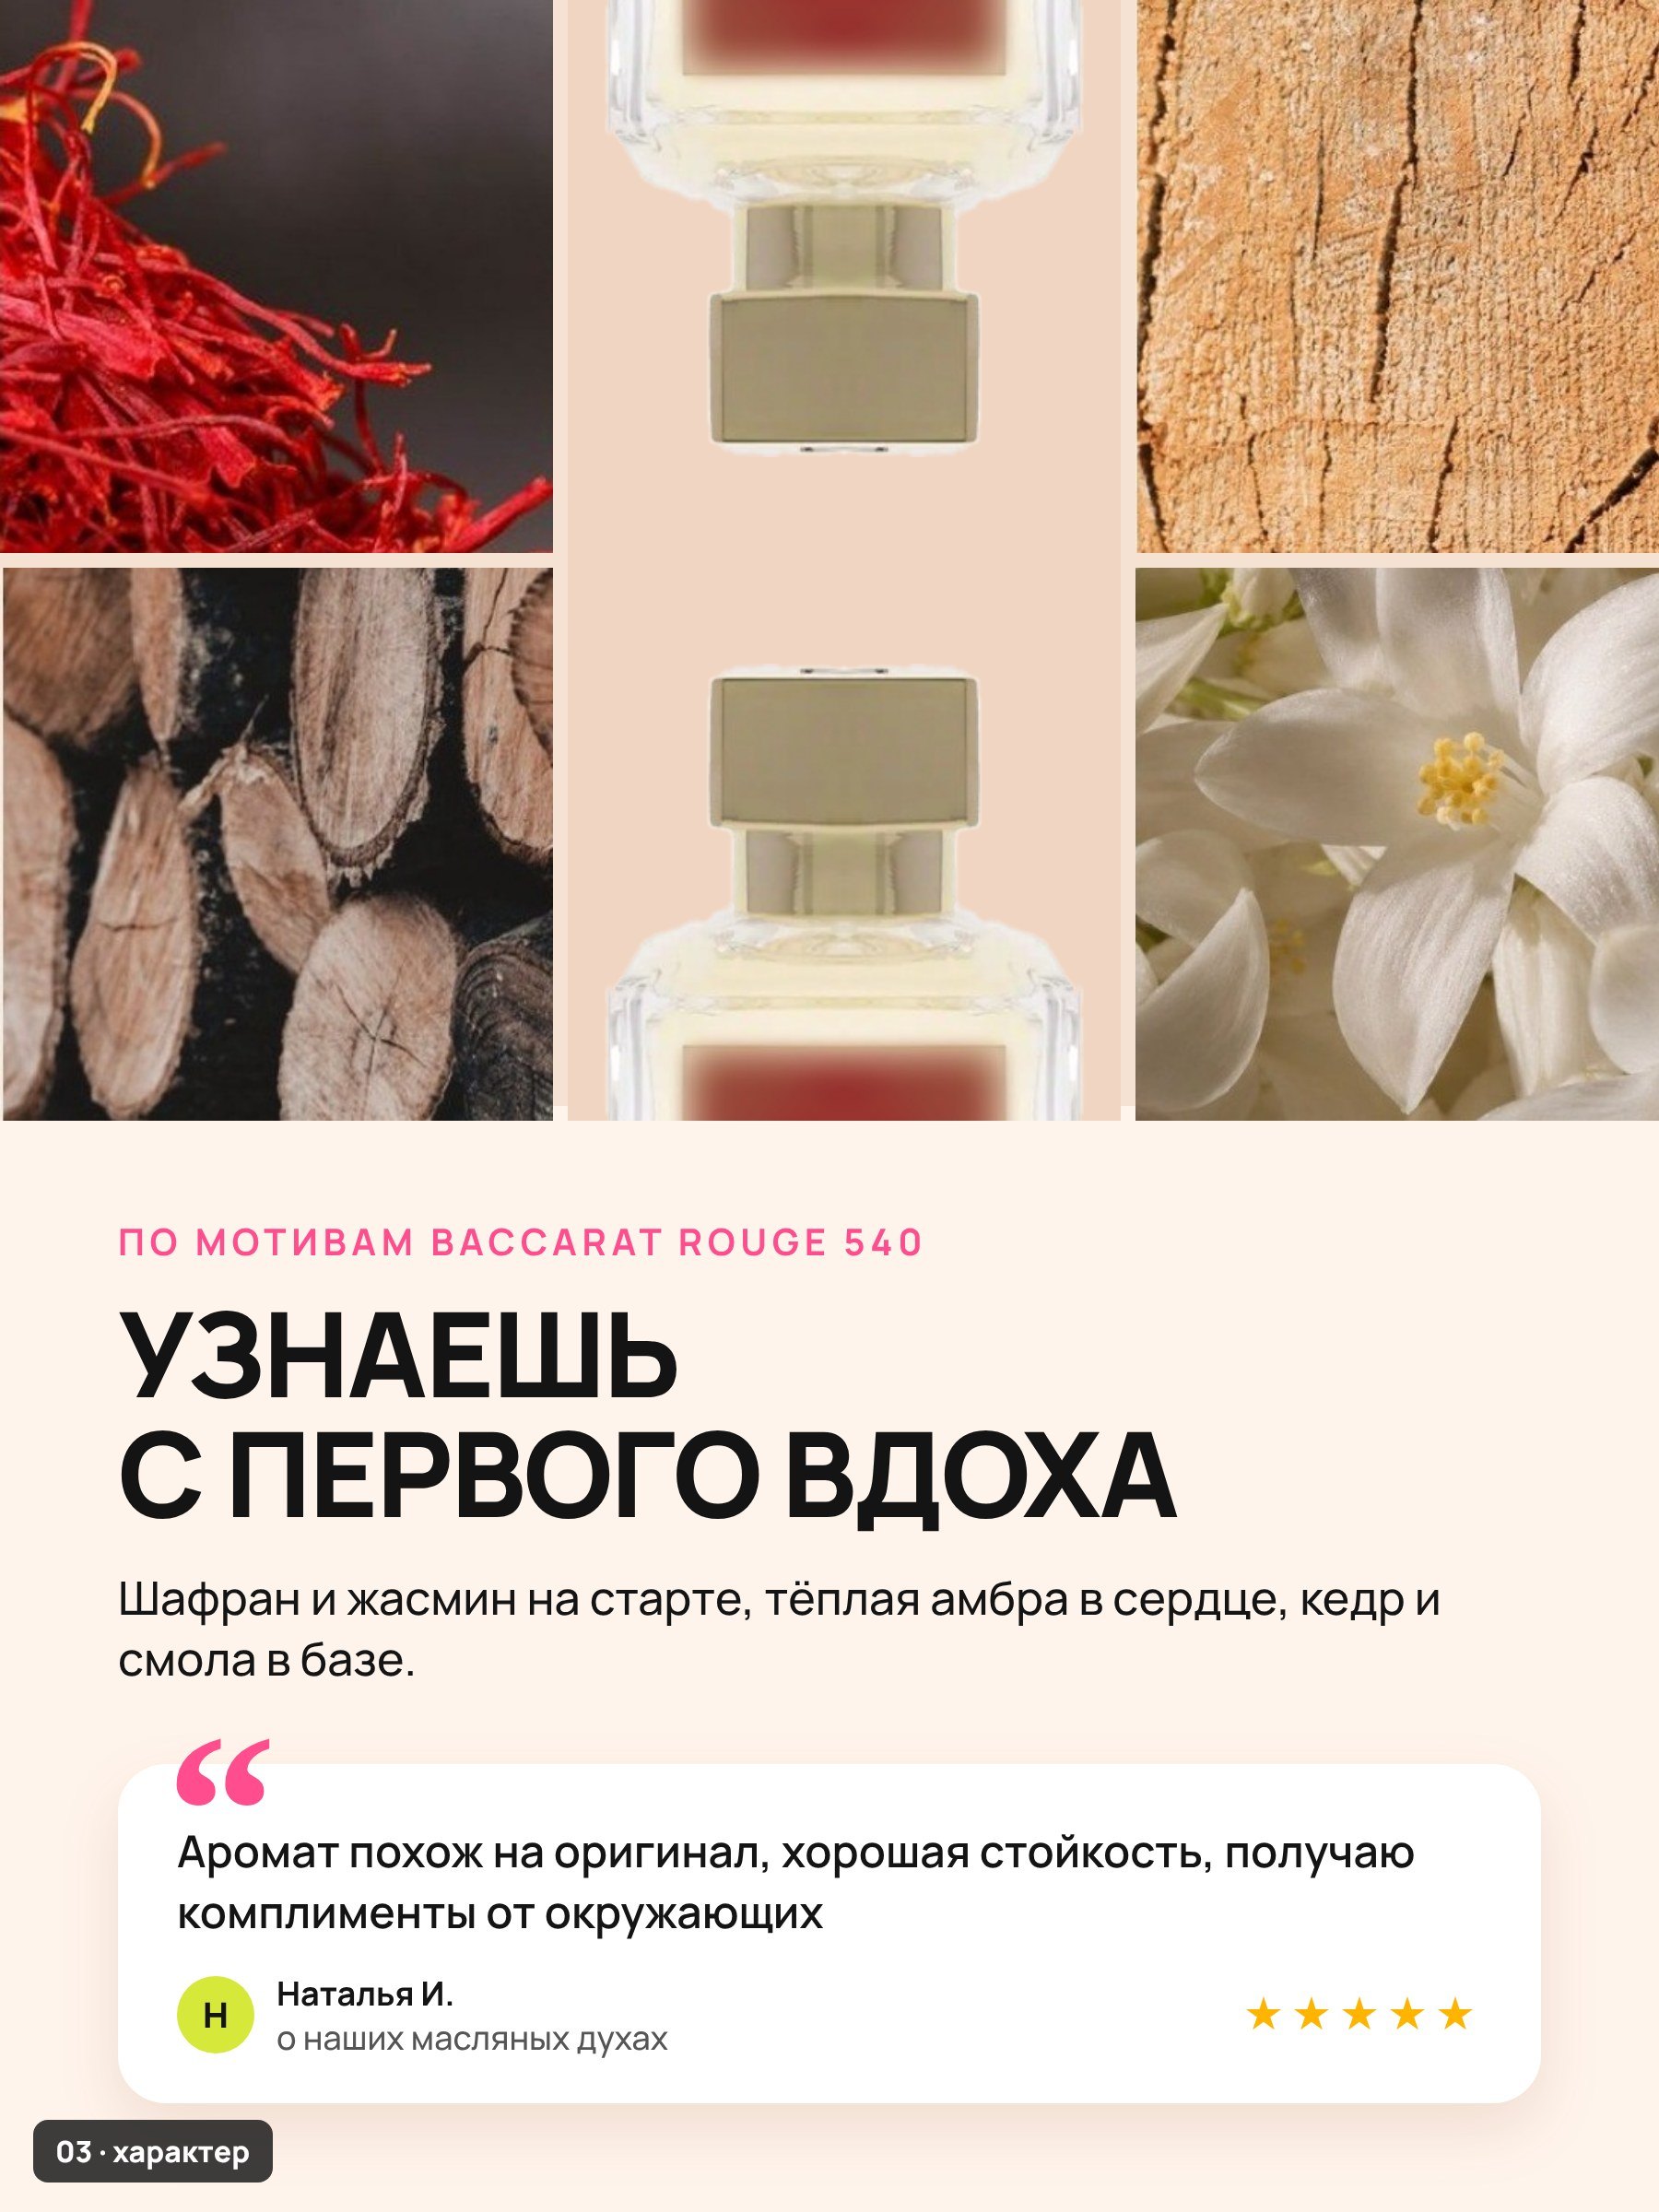 ПО МОТИВАМ BACCARAT ROUGE 540
УЗНАЕШЬ
С ПЕРВОГО ВДОХА
Шафран и жасмин на старте, тёплая амбра в сердце, кедр и
смола в базе.
“
Аромат похож на оригинал, хорошая стойкость, получаю
комплименты от окружающих
Н
Наталья И.
о наших масляных духах
★★★★★
03 · характер